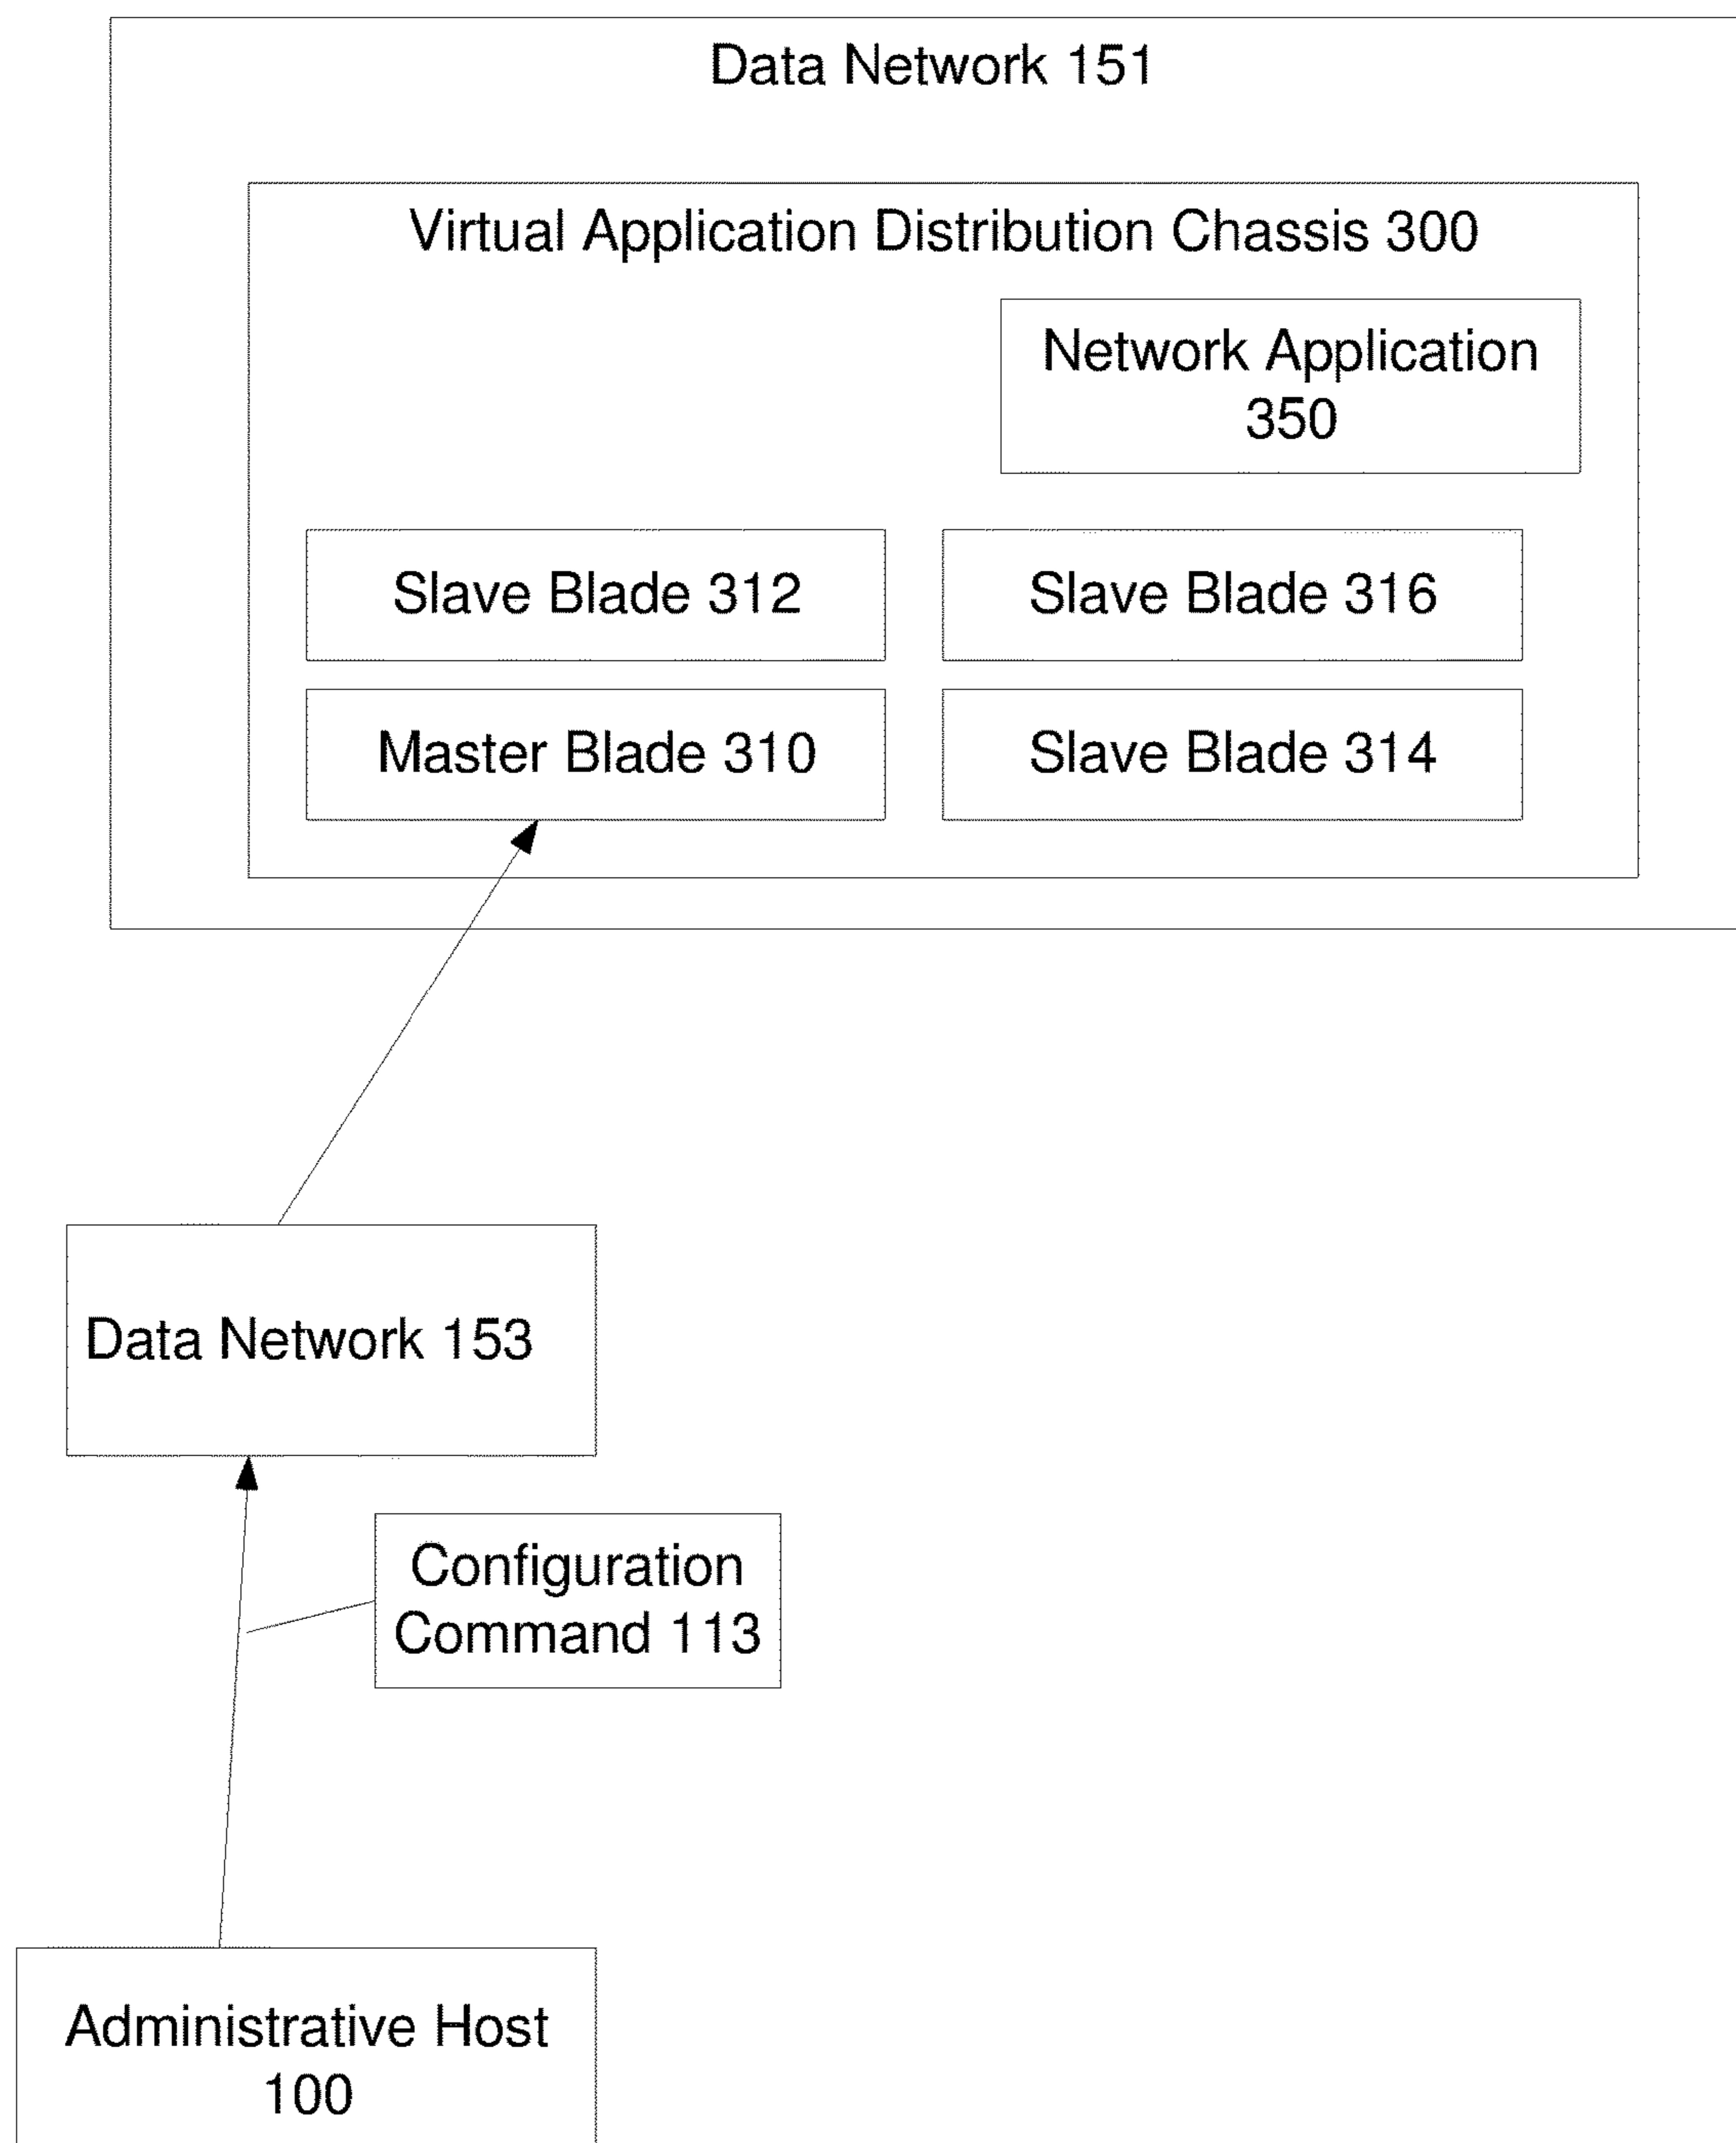 Data Network 151
Virtual Application Distribution Chassis 300
Network Application
350
Slave Blade 312
Slave Blade 316
Master Blade 310
Slave Blade 314
Data Network 153
Configuration
Command 113
Administrative Host
100